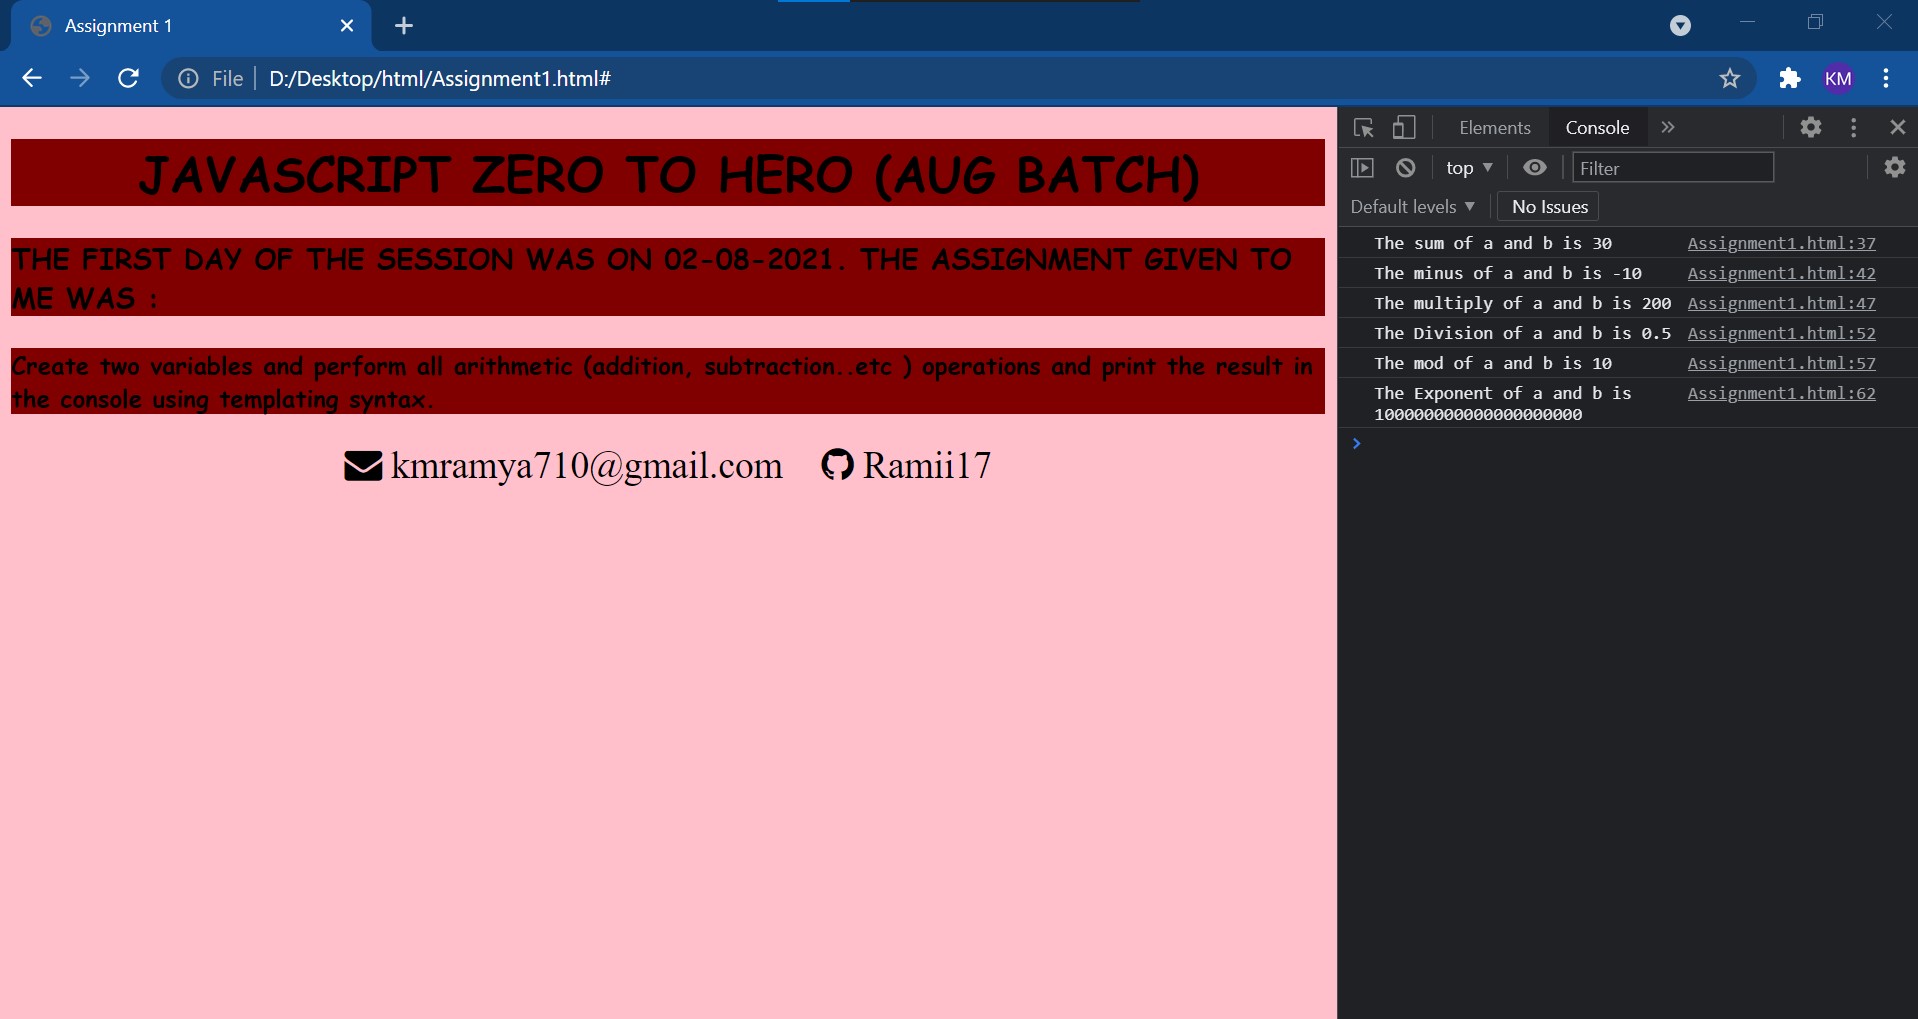 Assignment 1
File
D:/Desktop/html/Assignment1.html#
KM
JAVASCRIPT ZERO TO HERO (AUG BATCH)
THE FIRST DAY OF THE SESSION WAS ON 02-08-2021. THE ASSIGNMENT GIVEN TO
ME WAS :
Create two variables and perform all arithmetic (addition, subtraction..etc ) operations and print the result in
the console using templating syntax.
kmramya710@gmail.com Ramii17
Elements Console
top Filter
Default levels No Issues
The sum of a and b is 30 Assignment1.html:37
The minus of a and b is -10 Assignment1.html:42
The multiply of a and b is 200 Assignment1.html:47
The Division of a and b is 0.5 Assignment1.html:52
The mod of a and b is 10 Assignment1.html:57
The Exponent of a and b is Assignment1.html:62
100000000000000000000